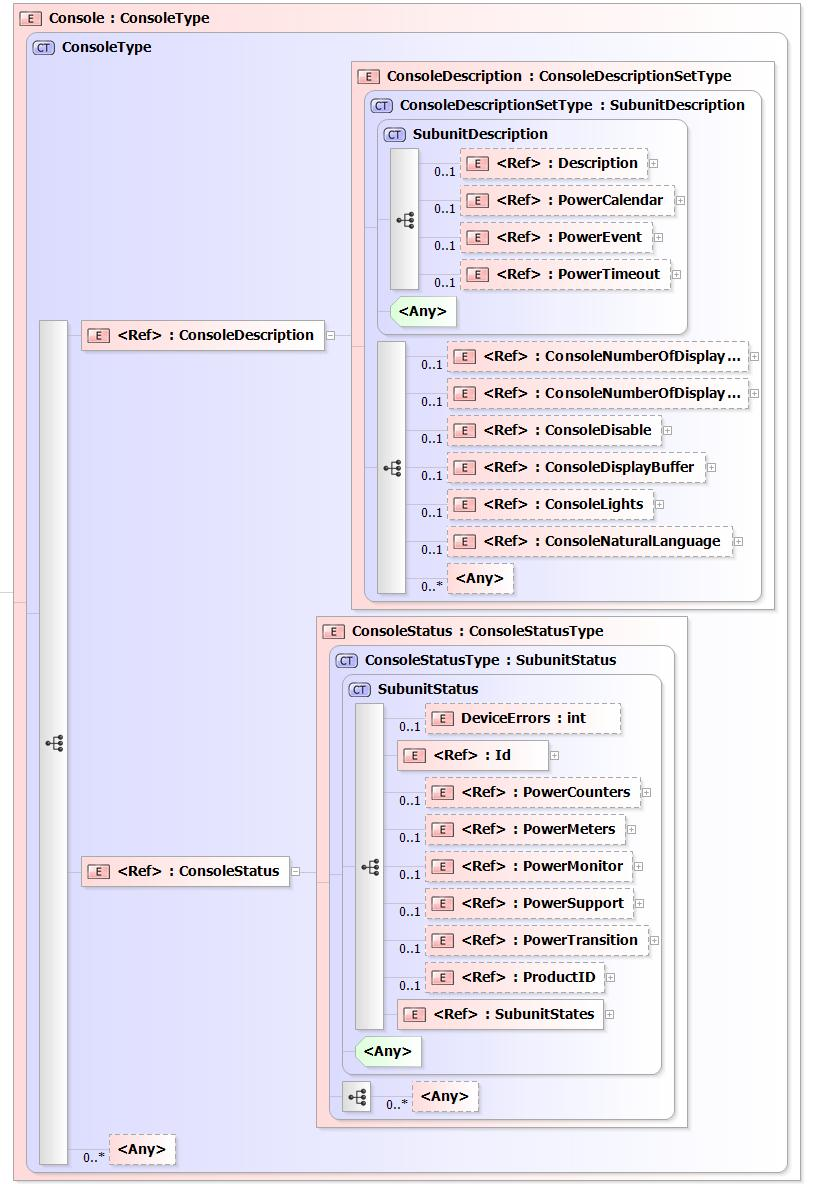 E Console : ConsoleType
CT ConsoleType
E ConsoleDescription : ConsoleDescriptionSetType
CT ConsoleDescriptionSetType : SubunitDescription
CT SubunitDescription
0..1 E <Ref> : Description
0..1 E <Ref> : PowerCalendar
0..1 E <Ref> : PowerEvent
0..1 E <Ref> : PowerTimeout
<Any>
E <Ref> : ConsoleDescription
0..1 E <Ref> : ConsoleNumberOfDisplay...
0..1 E <Ref> : ConsoleNumberOfDisplay...
0..1 E <Ref> : ConsoleDisable
0..1 E <Ref> : ConsoleDisplayBuffer
0..1 E <Ref> : ConsoleLights
0..1 E <Ref> : ConsoleNaturalLanguage
0..* <Any>
E ConsoleStatus : ConsoleStatusType
CT ConsoleStatusType : SubunitStatus
CT SubunitStatus
0..1 E DeviceErrors : int
E <Ref> : Id
0..1 E <Ref> : PowerCounters
0..1 E <Ref> : PowerMeters
0..1 E <Ref> : PowerMonitor
E <Ref> : ConsoleStatus
0..1 E <Ref> : PowerSupport
0..1 E <Ref> : PowerTransition
0..1 E <Ref> : ProductID
E <Ref> : SubunitStates
<Any>
0..* <Any>
0..* <Any>